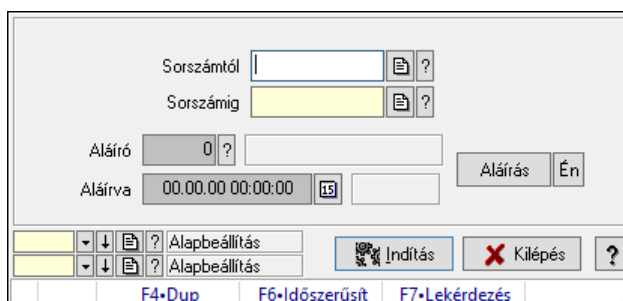 Sorszámtól ?
Sorszámig ?
Aláíró 0 ?
Aláírás Én
Aláírva 00.00.00 00:00:00 15
? Alapbeállítás
? Alapbeállítás
Indítás Kilépés ?
F4•Dup F6•Időszerűsít F7•Lekérdezés